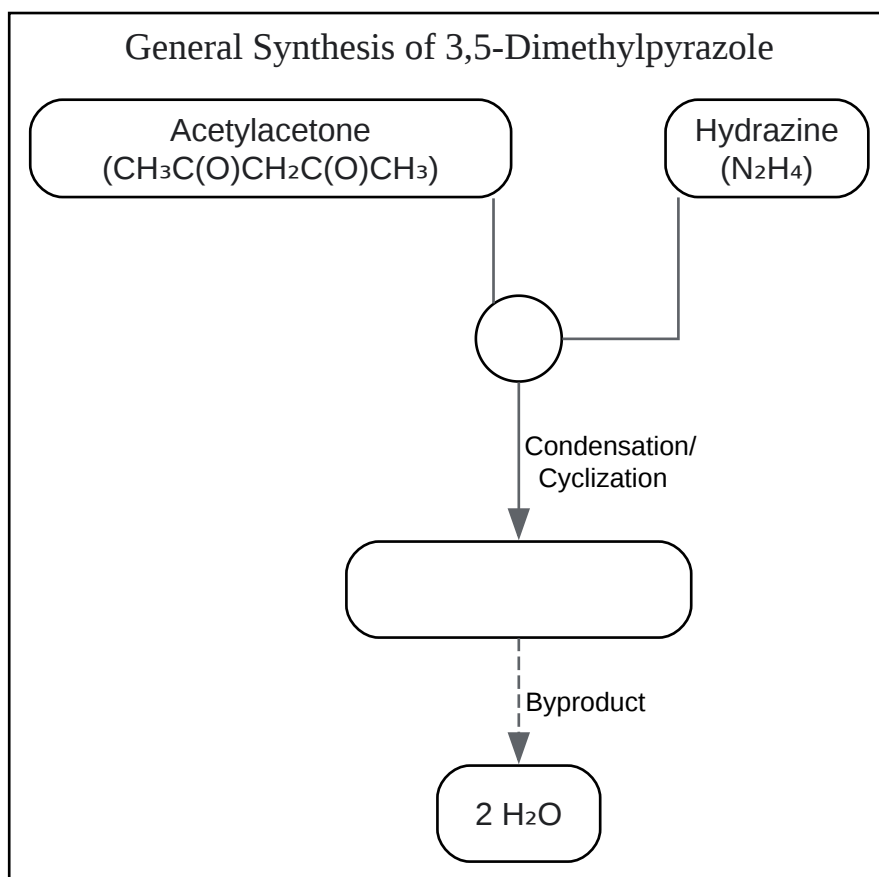 General Synthesis of 3,5-Dimethylpyrazole
Acetylacetone
(CH₃C(O)CH₂C(O)CH₃)
Hydrazine
(N₂H₄)
Condensation/
Cyclization
Byproduct
2 H₂O